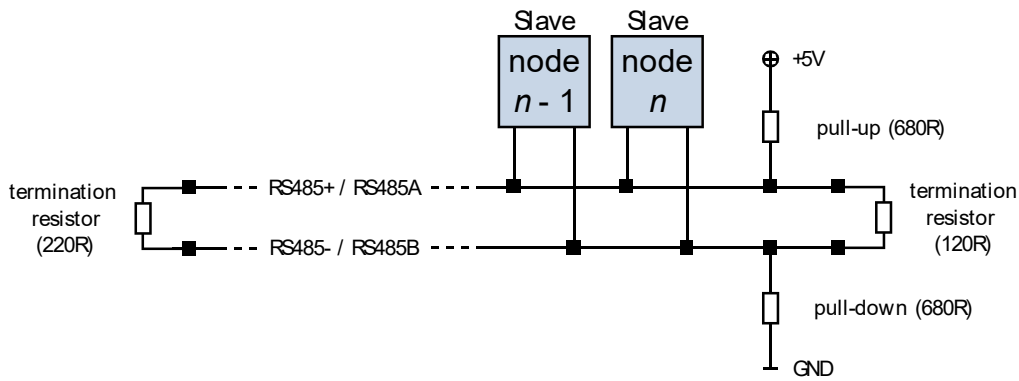 Slave
Slave
node
n - 1
node
n
+5V
pull-up (680R)
termination
resistor
(220R)
RS485+ / RS485A
RS485- / RS485B
termination
resistor
(120R)
pull-down (680R)
GND